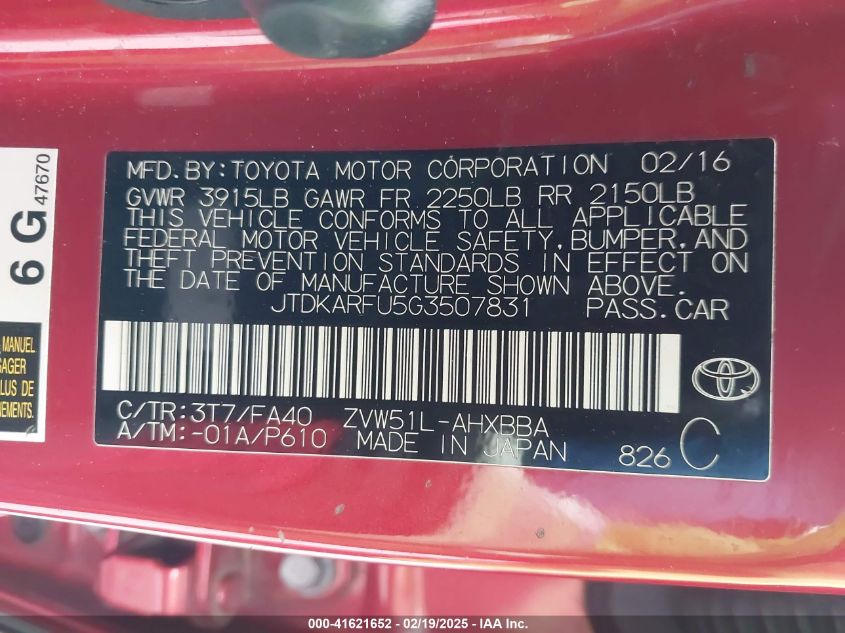 MFD.BY:TOYOTA MOTOR CORPORATION 02/16
GVWR 3915LB GAWR FR 2250LB RR 2150LB
THIS VEHICLE CONFORMS TO ALL APPLICABLE
FEDERAL MOTOR VEHICLE SAFETY,BUMPER,AND
THEFT PREVENTION STANDARDS IN EFFECT ON
THE DATE OF MANUFACTURE SHOWN ABOVE.
JTDKARFU5G3507831 PASS.CAR
C/TR:3T7/FA40 ZVW51L-AHXBBA
A/TM:-01A/P610 MADE IN JAPAN 826 C
6 G 47670
MANUEL
PLUS DE
000-41621652 - 02/19/2025 - IAA Inc.